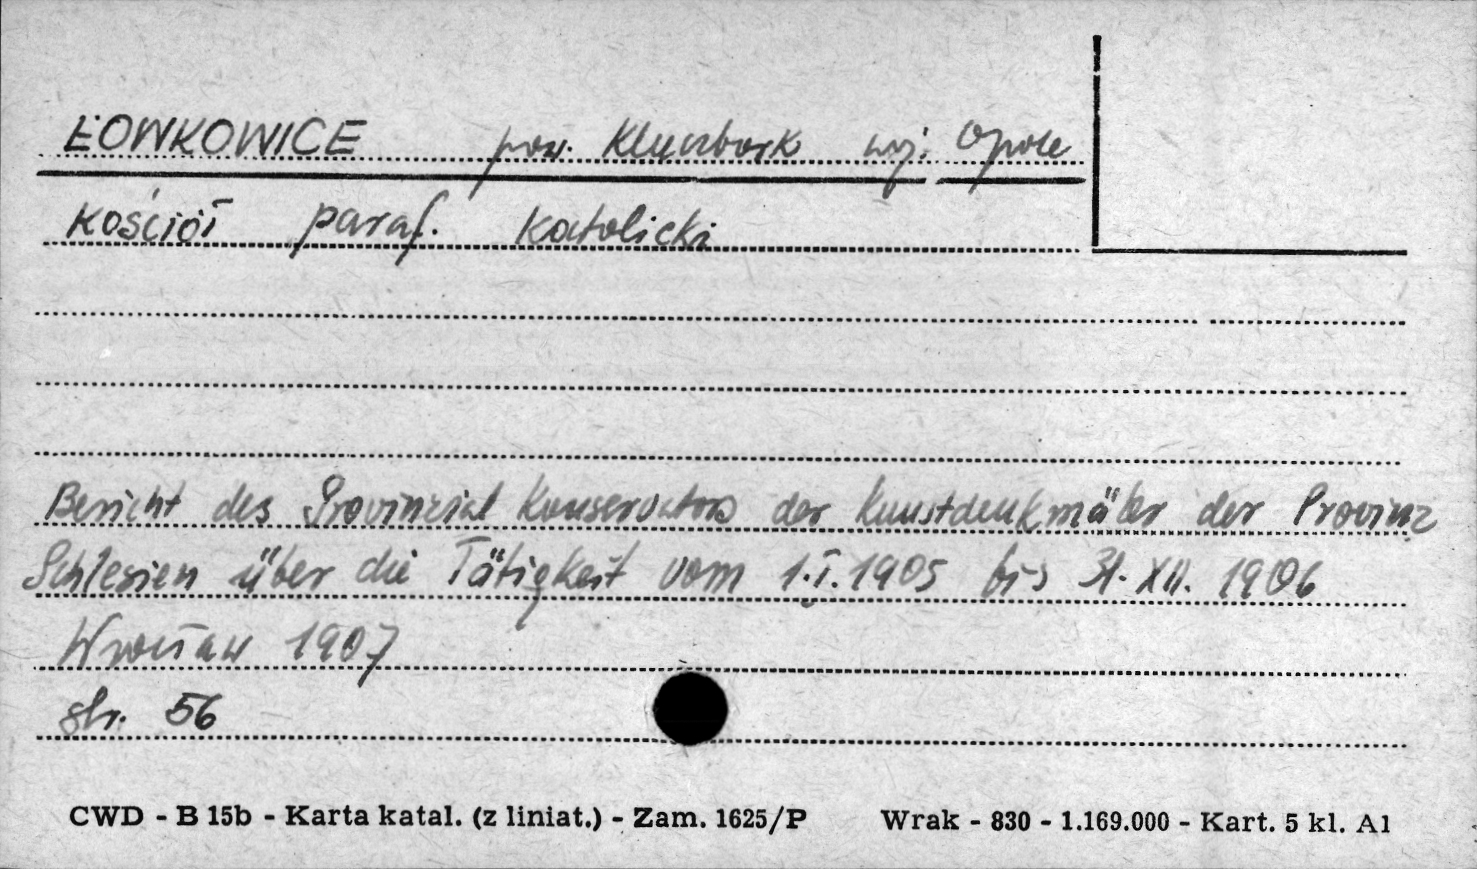 ŁOWKOWICE pow. Kluczbork woj. Opole
Kościół paraf. katolicki
Bericht des Provinzial Konservators der Kunstdenkmäler der Provinz
Schlesien über die Tätigkeit vom 1.I.1905 bis 31.XII.1906
Wrocław 1907
str. 56
CWD - B 15b - Karta katal. (z liniat.) - Zam. 1625/P Wrak - 830 - 1.169.000 - Kart. 5 kl. A1